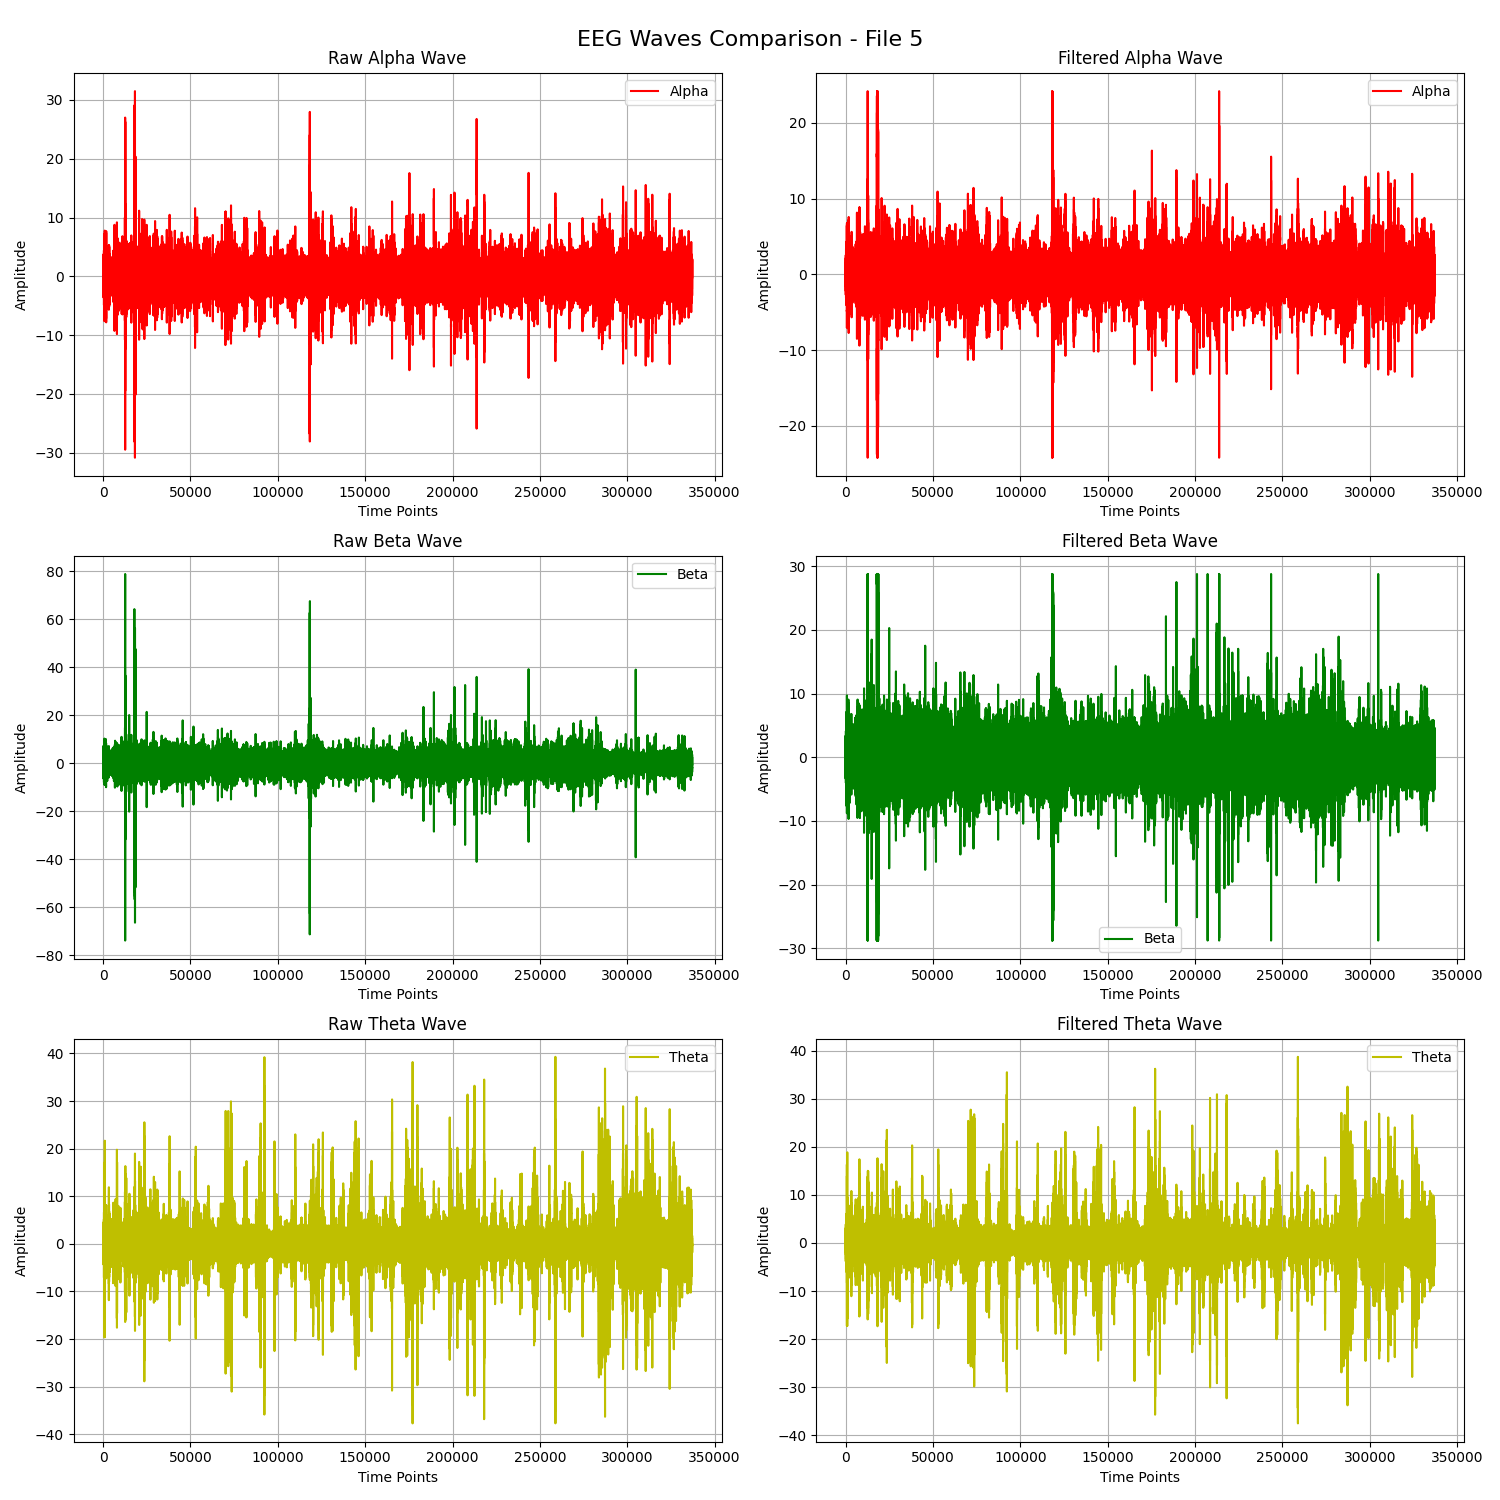 EEG Waves Comparison - File 5
Raw Alpha Wave
Alpha
30
20
10
0
−10
−20
−30
Amplitude
0 50000 100000 150000 200000 250000 300000 350000
Time Points
Filtered Alpha Wave
Alpha
20
10
0
−10
−20
Amplitude
0 50000 100000 150000 200000 250000 300000 350000
Time Points
Raw Beta Wave
Beta
80
60
40
20
0
−20
−40
−60
−80
Amplitude
0 50000 100000 150000 200000 250000 300000 350000
Time Points
Filtered Beta Wave
30
20
10
0
−10
−20
−30
Amplitude
Beta
0 50000 100000 150000 200000 250000 300000 350000
Time Points
Raw Theta Wave
Theta
40
30
20
10
0
−10
−20
−30
−40
Amplitude
0 50000 100000 150000 200000 250000 300000 350000
Time Points
Filtered Theta Wave
Theta
40
30
20
10
0
−10
−20
−30
−40
Amplitude
0 50000 100000 150000 200000 250000 300000 350000
Time Points